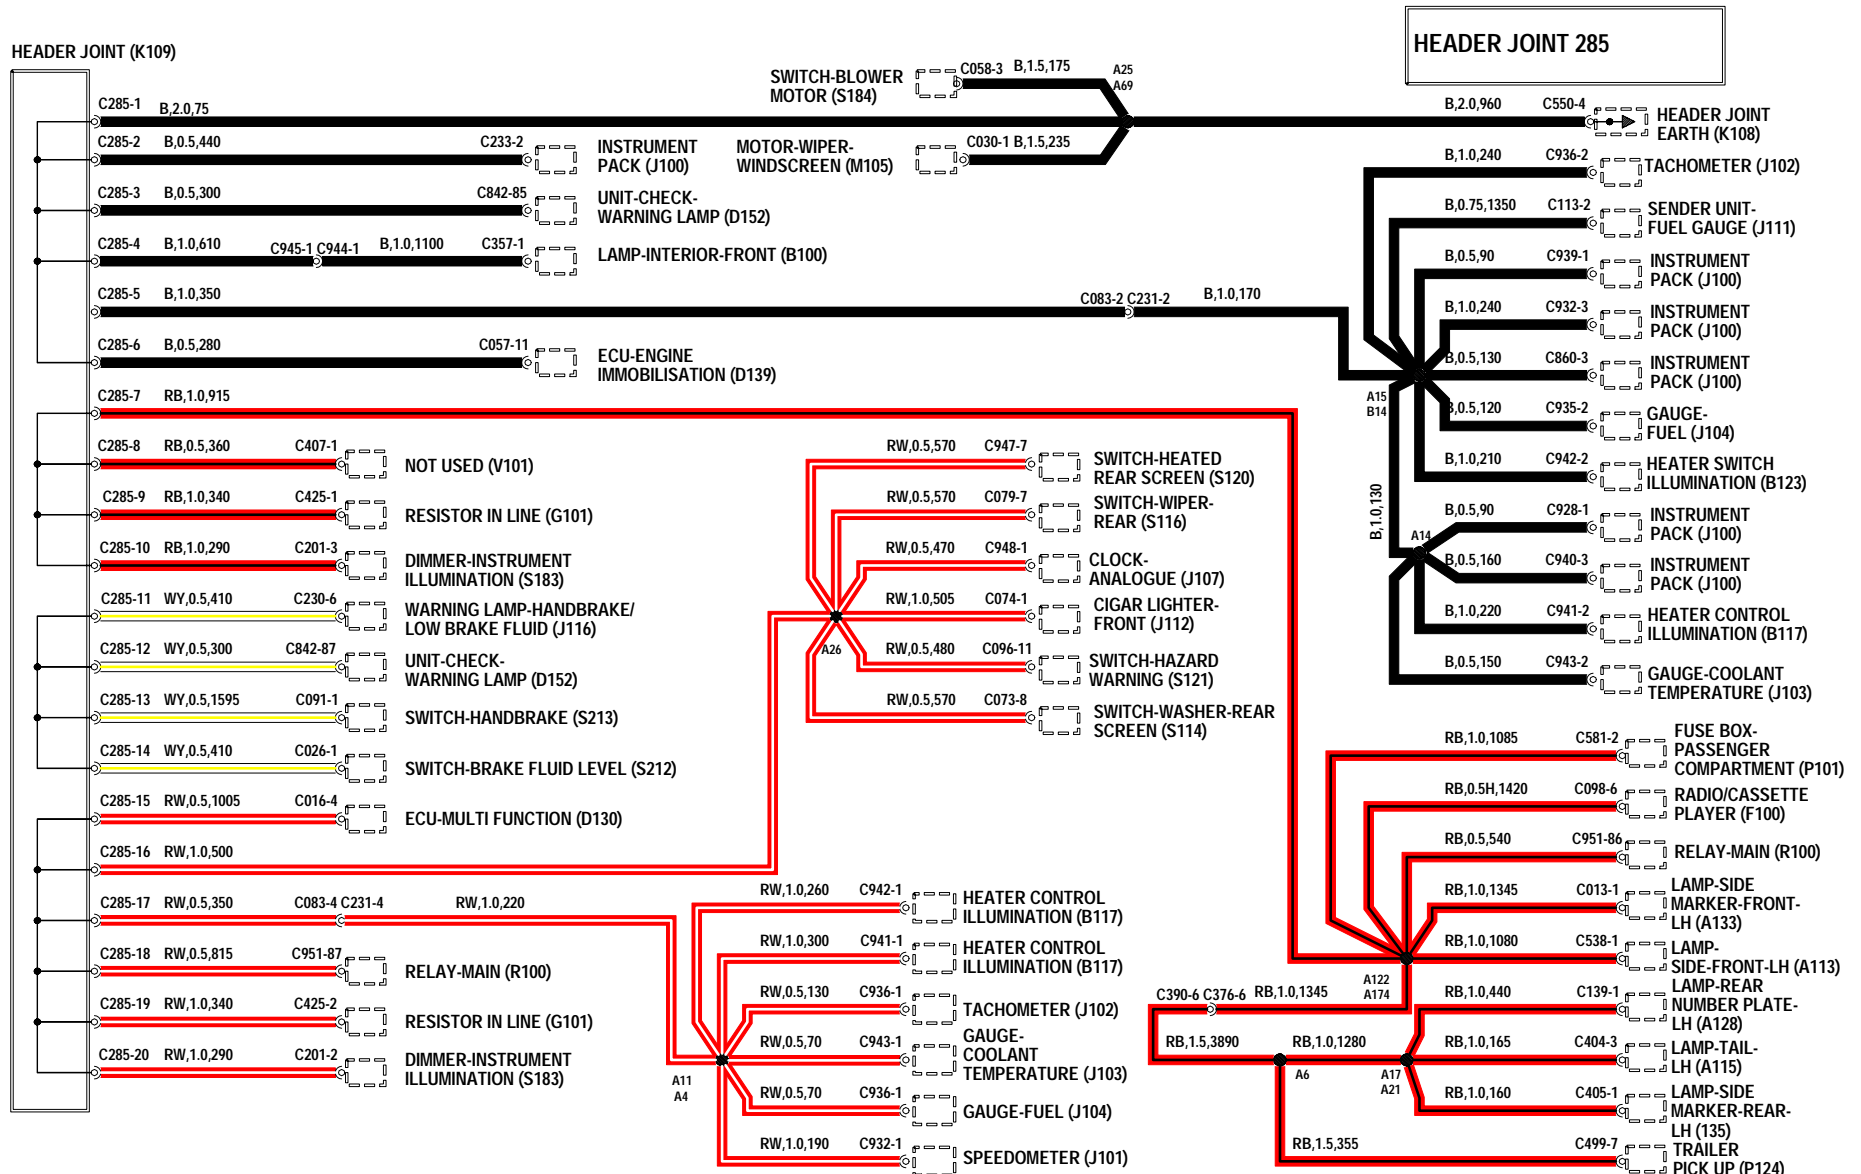 HEADER JOINT 285
HEADER JOINT (K109)
C285-1 B,2.0,75
SWITCH-BLOWER
MOTOR (S184)
C058-3 B,1.5,175
A25
A69
B,2.0,960 C550-4
HEADER JOINT
EARTH (K108)
C285-2 B,0.5,440 C233-2
INSTRUMENT
PACK (J100)
MOTOR-WIPER-
WINDSCREEN (M105)
C030-1 B,1.5,235
C285-3 B,0.5,300 C842-85
UNIT-CHECK-
WARNING LAMP (D152)
C285-4 B,1.0,610 C945-1 C944-1 B,1.0,1100 C357-1
LAMP-INTERIOR-FRONT (B100)
C285-5 B,1.0,350 C083-2 C231-2 B,1.0,170
C285-6 B,0.5,280 C057-11
ECU-ENGINE
IMMOBILISATION (D139)
B,1.0,240 C936-2
TACHOMETER (J102)
B,0.75,1350 C113-2
SENDER UNIT-
FUEL GAUGE (J111)
B,0.5,90 C939-1
INSTRUMENT
PACK (J100)
B,1.0,240 C932-3
INSTRUMENT
PACK (J100)
B,0.5,130 C860-3
INSTRUMENT
PACK (J100)
A15
B14
B,0.5,120 C935-2
GAUGE-
FUEL (J104)
B,1.0,210 C942-2
HEATER SWITCH
ILLUMINATION (B123)
B,1.0,130
A14
B,0.5,90 C928-1
INSTRUMENT
PACK (J100)
B,0.5,160 C940-3
INSTRUMENT
PACK (J100)
B,1.0,220 C941-2
HEATER CONTROL
ILLUMINATION (B117)
B,0.5,150 C943-2
GAUGE-COOLANT
TEMPERATURE (J103)
C285-7 RB,1.0,915
C285-8 RB,0.5,360 C407-1
NOT USED (V101)
C285-9 RB,1.0,340 C425-1
RESISTOR IN LINE (G101)
C285-10 RB,1.0,290 C201-3
DIMMER-INSTRUMENT
ILLUMINATION (S183)
C285-11 WY,0.5,410 C230-6
WARNING LAMP-HANDBRAKE/
LOW BRAKE FLUID (J116)
C285-12 WY,0.5,300 C842-87
UNIT-CHECK-
WARNING LAMP (D152)
C285-13 WY,0.5,1595 C091-1
SWITCH-HANDBRAKE (S213)
C285-14 WY,0.5,410 C026-1
SWITCH-BRAKE FLUID LEVEL (S212)
C285-15 RW,0.5,1005 C016-4
ECU-MULTI FUNCTION (D130)
C285-16 RW,1.0,500
C285-17 RW,0.5,350 C083-4 C231-4 RW,1.0,220
C285-18 RW,0.5,815 C951-87
RELAY-MAIN (R100)
C285-19 RW,1.0,340 C425-2
RESISTOR IN LINE (G101)
C285-20 RW,1.0,290 C201-2
DIMMER-INSTRUMENT
ILLUMINATION (S183)
RW,0.5,570 C947-7
SWITCH-HEATED
REAR SCREEN (S120)
RW,0.5,570 C079-7
SWITCH-WIPER-
REAR (S116)
RW,0.5,470 C948-1
CLOCK-
ANALOGUE (J107)
RW,1.0,505 C074-1
CIGAR LIGHTER-
FRONT (J112)
A26
RW,0.5,480 C096-11
SWITCH-HAZARD
WARNING (S121)
RW,0.5,570 C073-8
SWITCH-WASHER-REAR
SCREEN (S114)
RW,1.0,260 C942-1
HEATER CONTROL
ILLUMINATION (B117)
RW,1.0,300 C941-1
HEATER CONTROL
ILLUMINATION (B117)
RW,0.5,130 C936-1
TACHOMETER (J102)
RW,0.5,70 C943-1
GAUGE-
COOLANT
TEMPERATURE (J103)
A11
A4
RW,0.5,70 C936-1
GAUGE-FUEL (J104)
RW,1.0,190 C932-1
SPEEDOMETER (J101)
RB,1.0,1085 C581-2
FUSE BOX-
PASSENGER
COMPARTMENT (P101)
RB,0.5H,1420 C098-6
RADIO/CASSETTE
PLAYER (F100)
RB,0.5,540 C951-86
RELAY-MAIN (R100)
RB,1.0,1345 C013-1
LAMP-SIDE
MARKER-FRONT-
LH (A133)
RB,1.0,1080 C538-1
LAMP-
SIDE-FRONT-LH (A113)
A122
A174
C390-6 C376-6 RB,1.0,1345
RB,1.0,440 C139-1
LAMP-REAR
NUMBER PLATE-
LH (A128)
RB,1.5,3890
RB,1.0,1280
A6
A17
A21
RB,1.0,165 C404-3
LAMP-TAIL-
LH (A115)
RB,1.0,160 C405-1
LAMP-SIDE
MARKER-REAR-
LH (135)
RB,1.5,355 C499-7
TRAILER
PICK UP (P124)